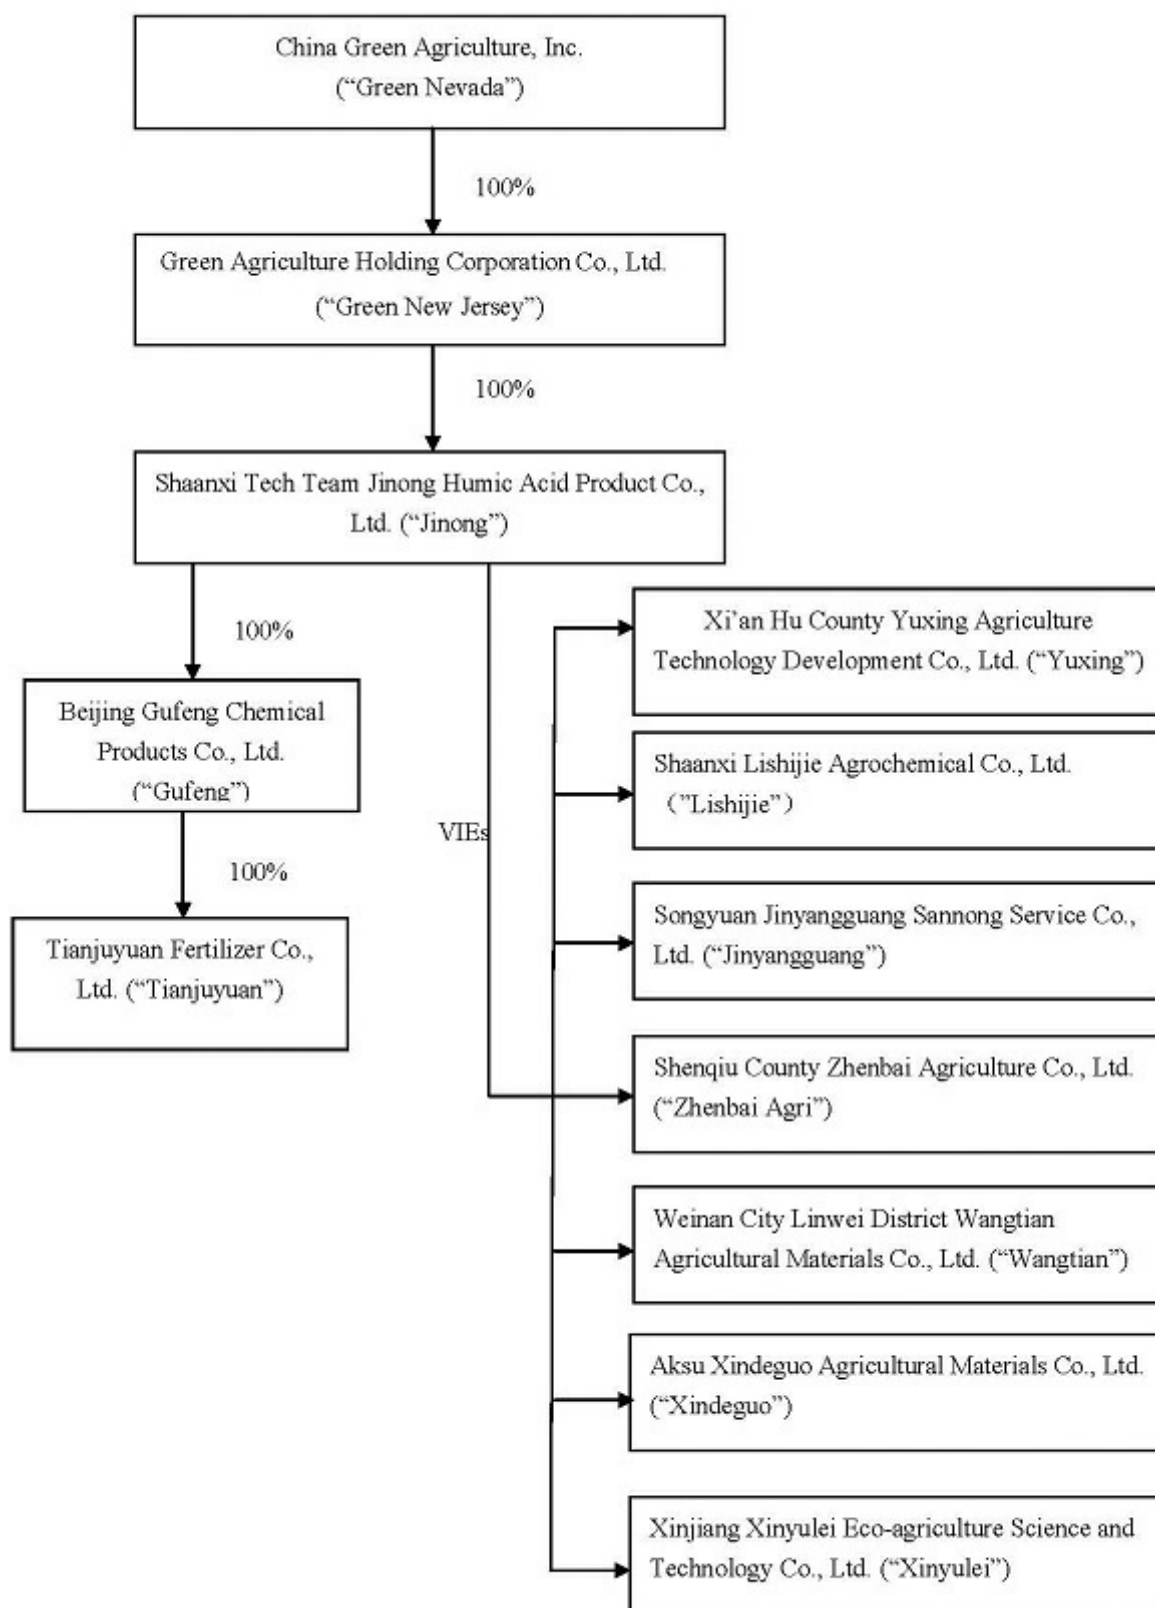 China Green Agriculture, Inc.
(“Green Nevada”)
100%
Green Agriculture Holding Corporation Co., Ltd.
(“Green New Jersey”)
100%
Shaanxi Tech Team Jinong Humic Acid Product Co.,
Ltd. (“Jinong”)
100%
Beijing Gufeng Chemical
Products Co., Ltd.
(“Gufeng”)
100%
Tianjuyuan Fertilizer Co.,
Ltd. (“Tianjuyuan”)
VIEs
Xi’an Hu County Yuxing Agriculture
Technology Development Co., Ltd. (“Yuxing”)
Shaanxi Lishijie Agrochemical Co., Ltd.
（”Lishijie”）
Songyuan Jinyangguang Sannong Service Co.,
Ltd. (“Jinyangguang”)
Shenqiu County Zhenbai Agriculture Co., Ltd.
(“Zhenbai Agri”)
Weinan City Linwei District Wangtian
Agricultural Materials Co., Ltd. (“Wangtian”)
Aksu Xindeguo Agricultural Materials Co., Ltd.
(“Xindeguo”)
Xinjiang Xinyulei Eco-agriculture Science and
Technology Co., Ltd. (“Xinyulei”)